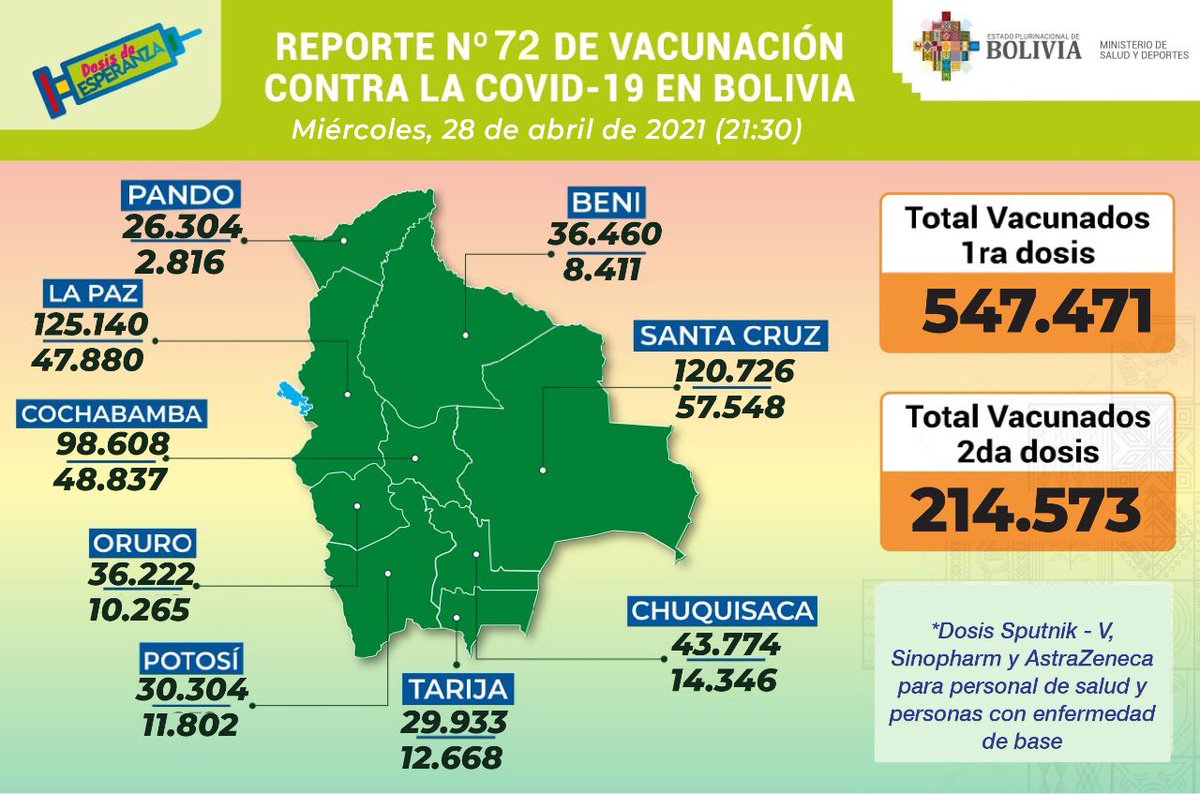 Dosis de
ESPERANZA
REPORTE Nº 72 DE VACUNACIÓN
CONTRA LA COVID-19 EN BOLIVIA
Miércoles, 28 de abril de 2021 (21:30)
ESTADO PLURINACIONAL DE
BOLIVIA
MINISTERIO DE
SALUD Y DEPORTES
PANDO
26.304
2.816
BENI
36.460
8.411
LA PAZ
125.140
47.880
SANTA CRUZ
120.726
57.548
COCHABAMBA
98.608
48.837
ORURO
36.222
10.265
CHUQUISACA
43.774
14.346
POTOSÍ
30.304
11.802
TARIJA
29.933
12.668
Total Vacunados
1ra dosis
547.471
Total Vacunados
2da dosis
214.573
*Dosis Sputnik - V,
Sinopharm y AstraZeneca
para personal de salud y
personas con enfermedad
de base